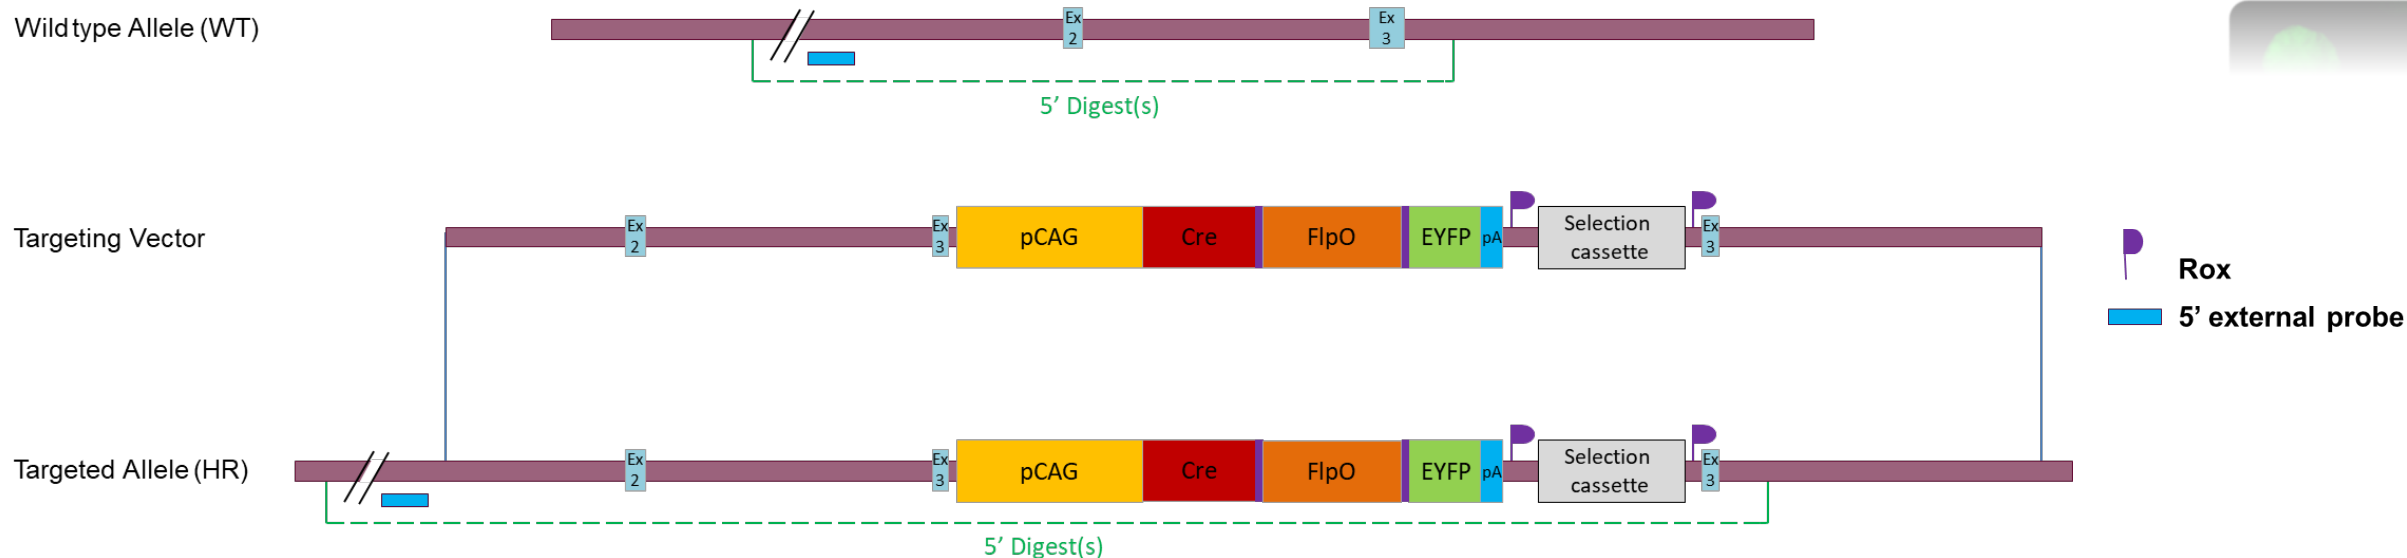 Wild type Allele (WT)
Ex
2
Ex
3
5’ Digest(s)
Targeting Vector
Ex
2
Ex
3
pCAG
Cre
FlpO
EYFP
pA
Selection
cassette
Ex
3
Rox
5’ external probe
Targeted Allele (HR)
Ex
2
Ex
3
pCAG
Cre
FlpO
EYFP
pA
Selection
cassette
Ex
3
5’ Digest(s)